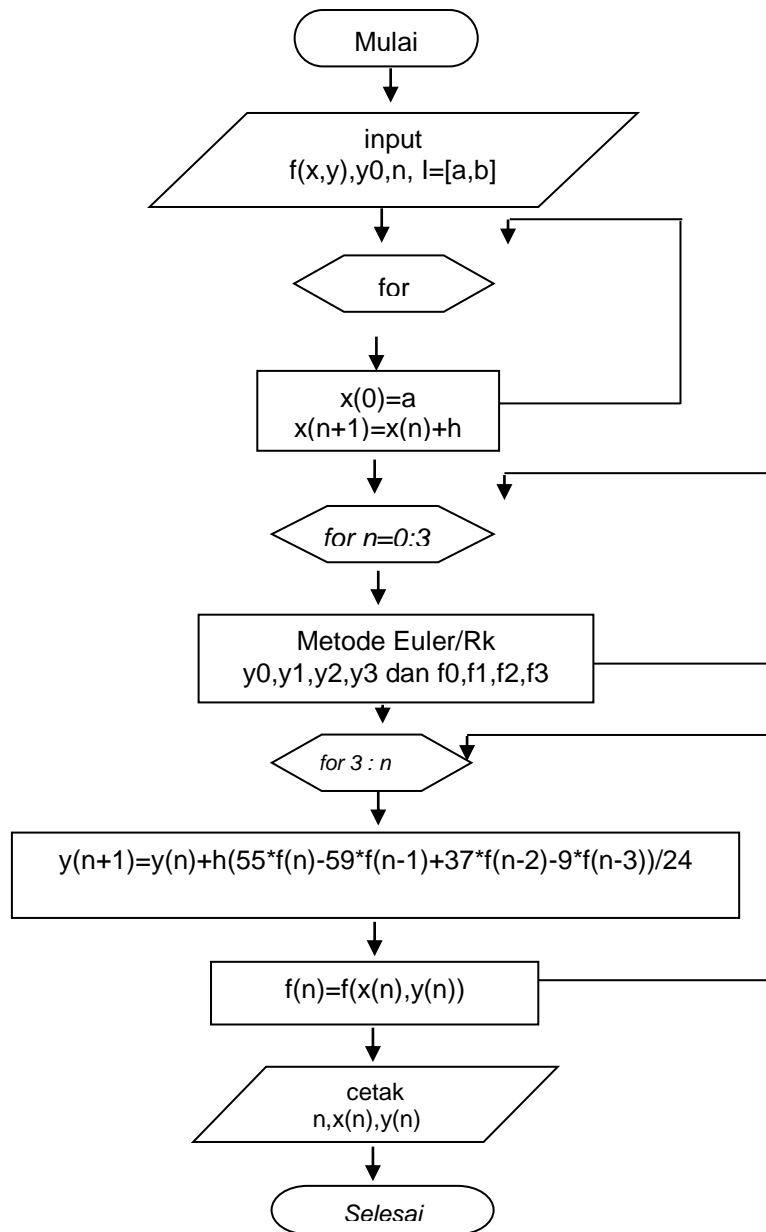 Mulai
input
f(x,y),y0,n, I=[a,b]
for
x(0)=a
x(n+1)=x(n)+h
for n=0:3
Metode Euler/Rk
y0,y1,y2,y3 dan f0,f1,f2,f3
for 3 : n
y(n+1)=y(n)+h(55*f(n)-59*f(n-1)+37*f(n-2)-9*f(n-3))/24
f(n)=f(x(n),y(n))
cetak
n,x(n),y(n)
Selesai